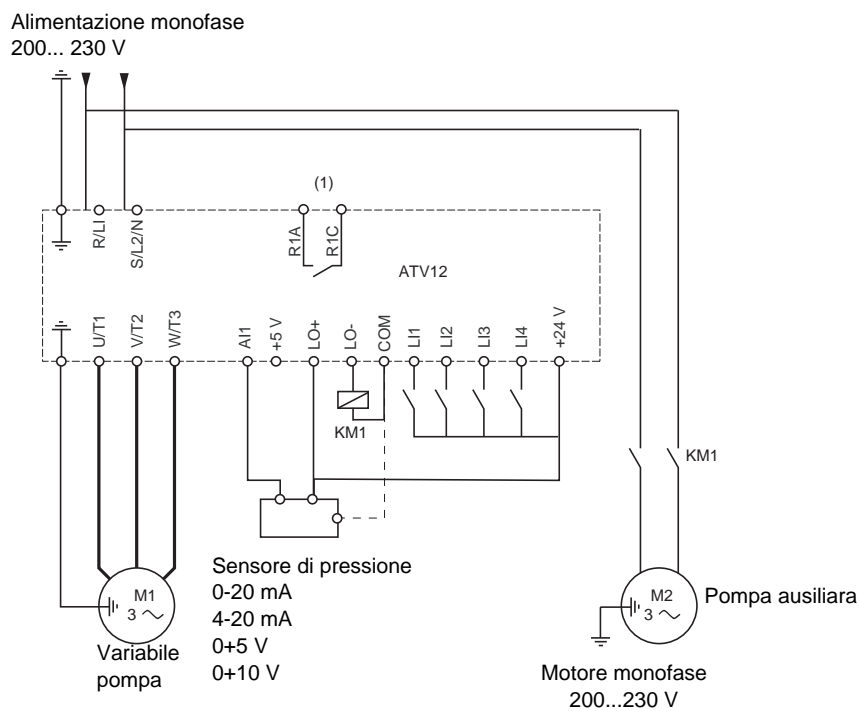 Alimentazione monofase
200... 230 V
(1)
R/LI
S/L2/N
R1A
R1C
ATV12
U/T1
V/T2
W/T3
AI1
+5 V
LO+
LO-
COM
LI1
LI2
LI3
LI4
+24 V
KM1
KM1
Sensore di pressione
0-20 mA
4-20 mA
0+5 V
0+10 V
M1
3
Variabile
pompa
M2
3
Pompa ausiliara
Motore monofase
200...230 V